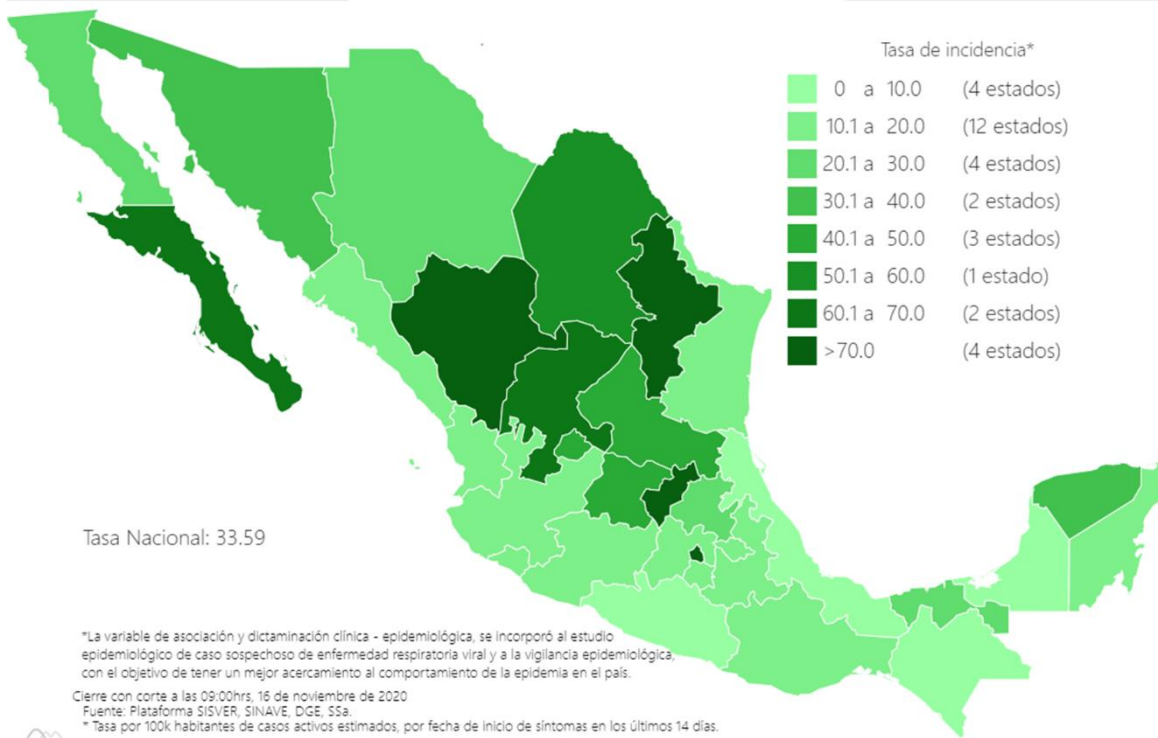 Tasa de incidencia*
0 a 10.0 (4 estados)
10.1 a 20.0 (12 estados)
20.1 a 30.0 (4 estados)
30.1 a 40.0 (2 estados)
40.1 a 50.0 (3 estados)
50.1 a 60.0 (1 estado)
60.1 a 70.0 (2 estados)
>70.0 (4 estados)
Tasa Nacional: 33.59
*La variable de asociación y dictaminación clínica - epidemiológica, se incorporó al estudio
epidemiológico de caso sospechoso de enfermedad respiratoria viral y a la vigilancia epidemiológica,
con el objetivo de tener un mejor acercamiento al comportamiento de la epidemia en el país.
Cierre con corte a las 09:00hrs, 16 de noviembre de 2020
Fuente: Plataforma SISVER, SINAVE, DGE, SSa.
* Tasa por 100k habitantes de casos activos estimados, por fecha de inicio de síntomas en los últimos 14 días.